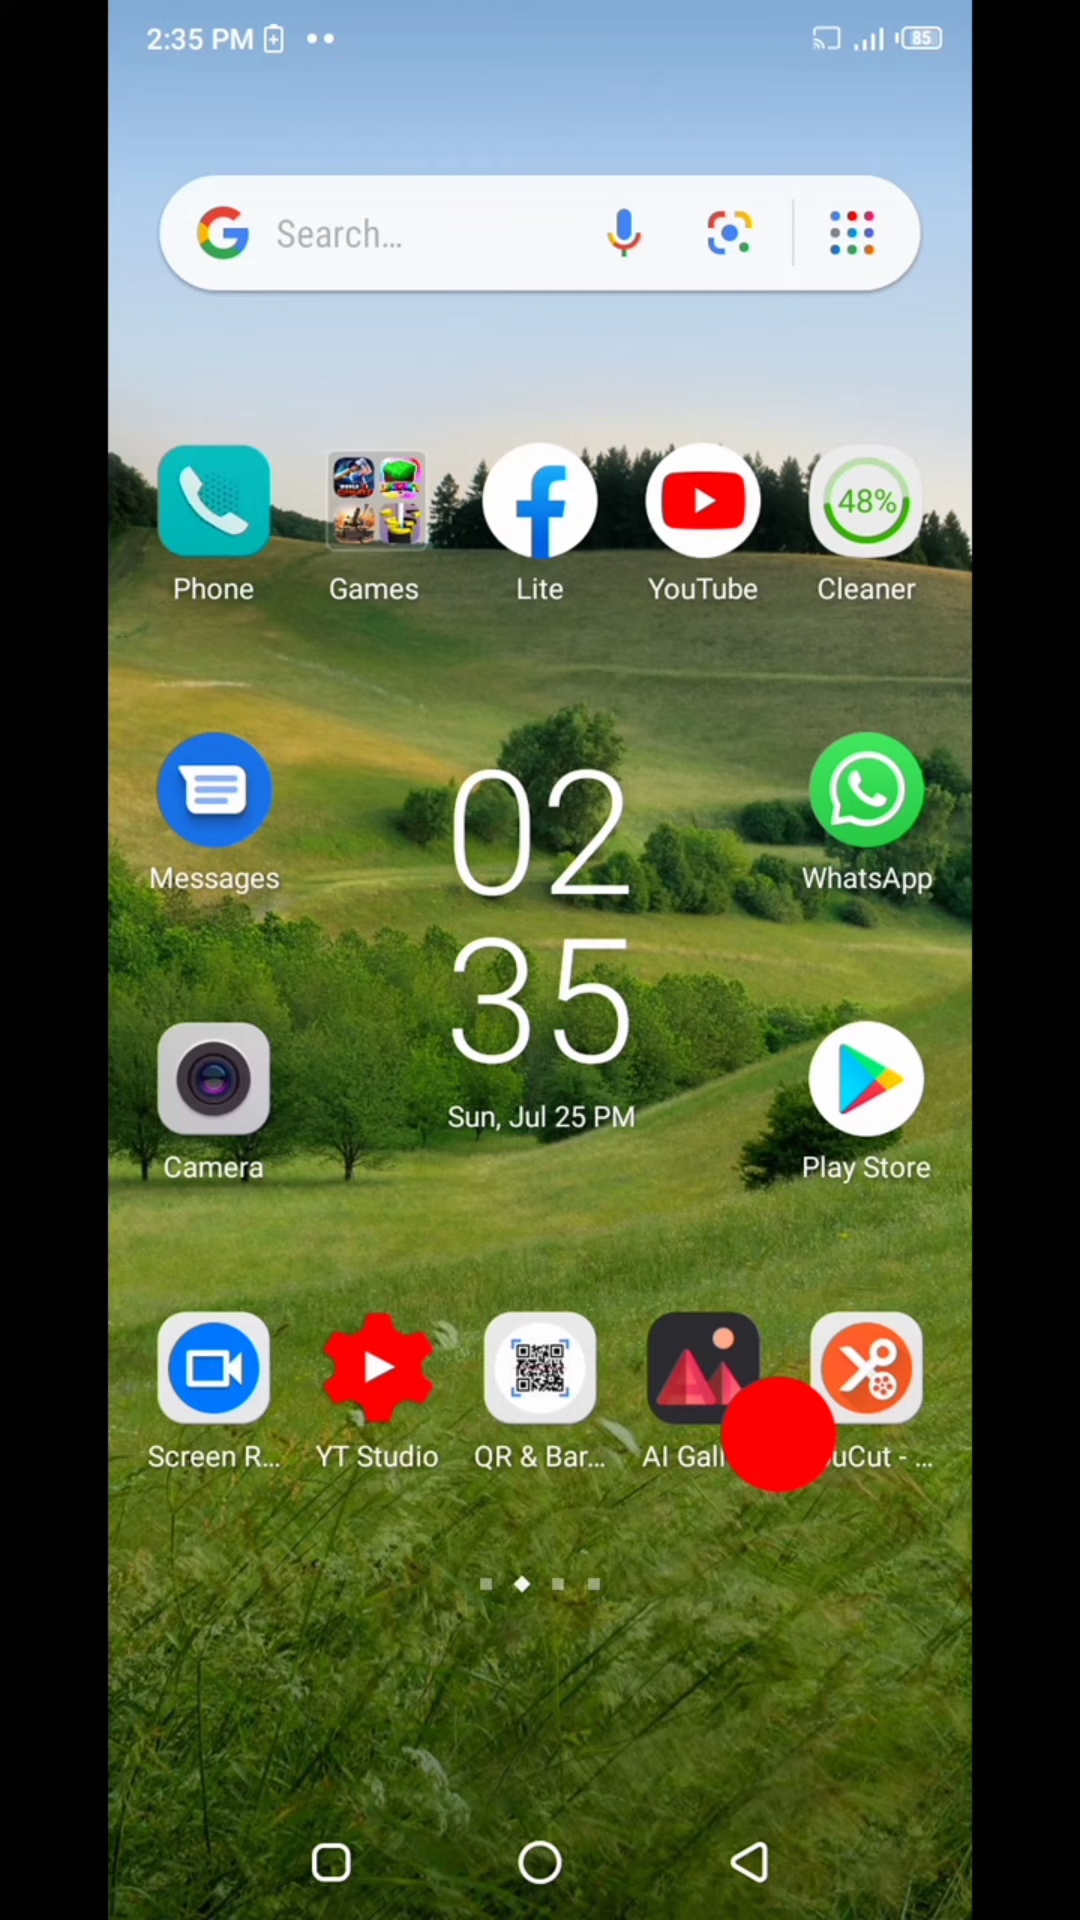 2:35 PM
85
Search...
48%
Phone
Games
Lite
YouTube
Cleaner
Messages
WhatsApp
02
35
Sun, Jul 25 PM
Camera
Play Store
Screen R...
YT Studio
QR & Bar...
AI Gall
uCut - ...